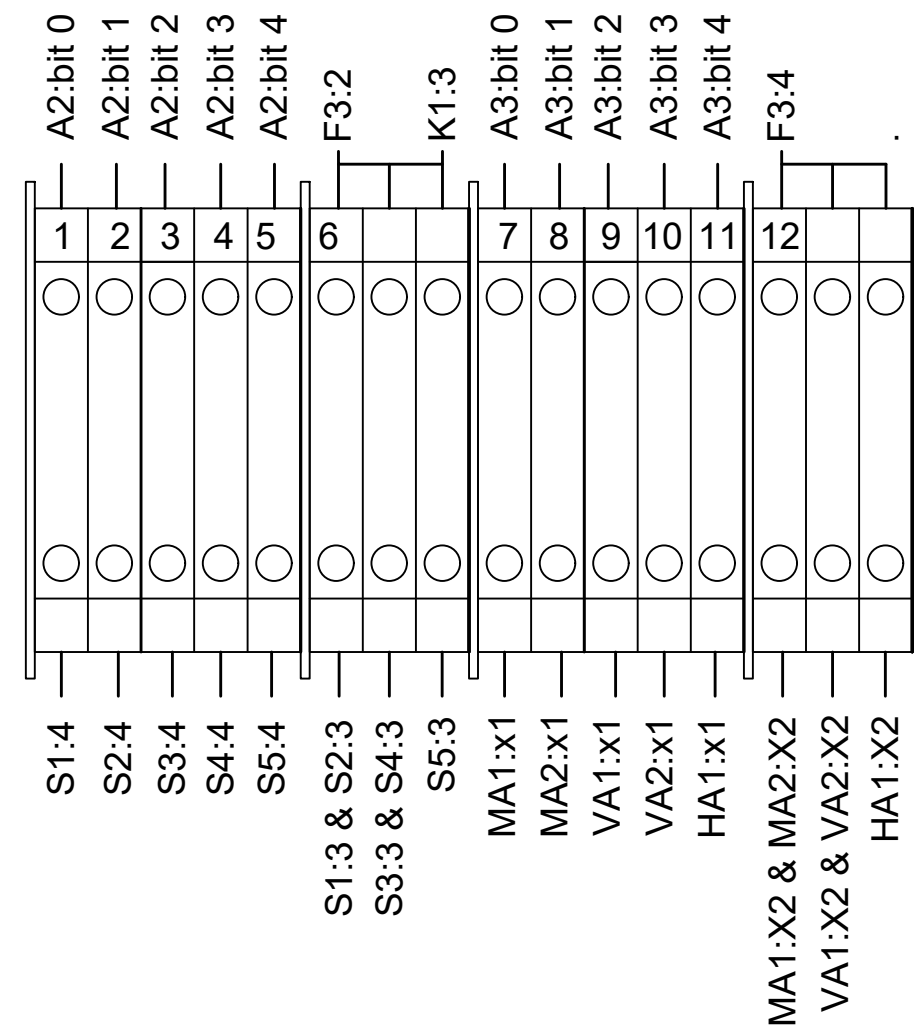 A2:bit 0
A2:bit 1
A2:bit 2
A2:bit 3
A2:bit 4
F3:2
K1:3
A3:bit 0
A3:bit 1
A3:bit 2
A3:bit 3
A3:bit 4
F3:4
.
1
2
3
4
5
6
7
8
9
10
11
12
S1:4
S2:4
S3:4
S4:4
S5:4
S1:3 & S2:3
S3:3 & S4:3
S5:3
MA1:x1
MA2:x1
VA1:x1
VA2:x1
HA1:x1
MA1:X2 & MA2:X2
VA1:X2 & VA2:X2
HA1:X2